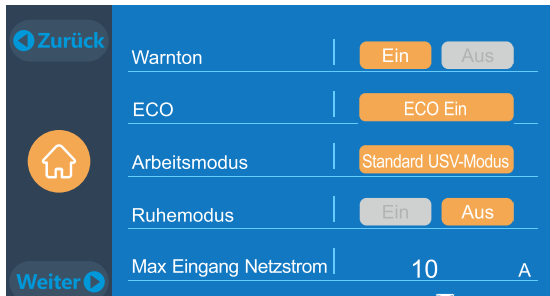 Zurück
Warnton Ein Aus
ECO ECO Ein
Arbeitsmodus Standard USV-Modus
Ruhemodus Ein Aus
Max Eingang Netzstrom 10 A
Weiter